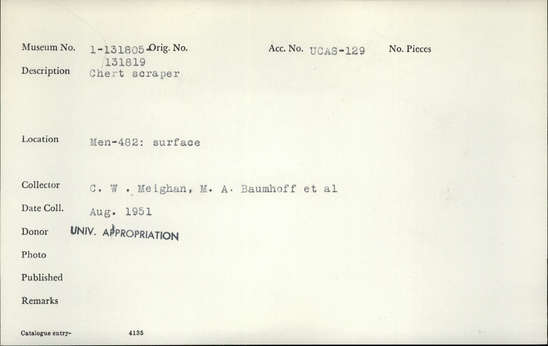 Museum No. 1-131805- Orig. No. Acc. No. UCAS-129 No. Pieces
131819
Description Chert scraper
Location Men-482: surface
Collector C. W. Meighan, M. A. Baumhoff et al
Date Coll. Aug. 1951
Donor UNIV. APPROPRIATION
Photo
Published
Remarks
Catalogue entry- 4135